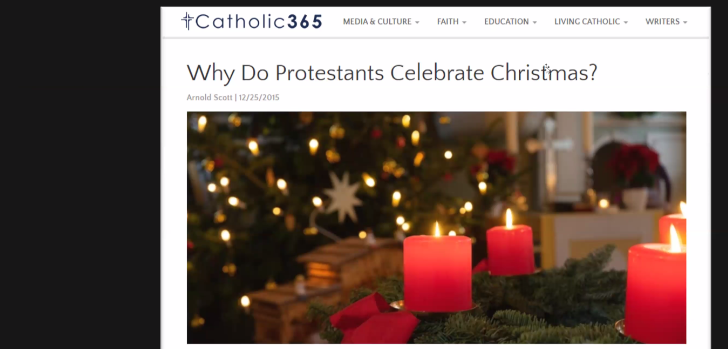 Catholic365
MEDIA & CULTURE
FAITH
EDUCATION
LIVING CATHOLIC
WRITERS
Why Do Protestants Celebrate Christmas?
Arnold Scott | 12/25/2015